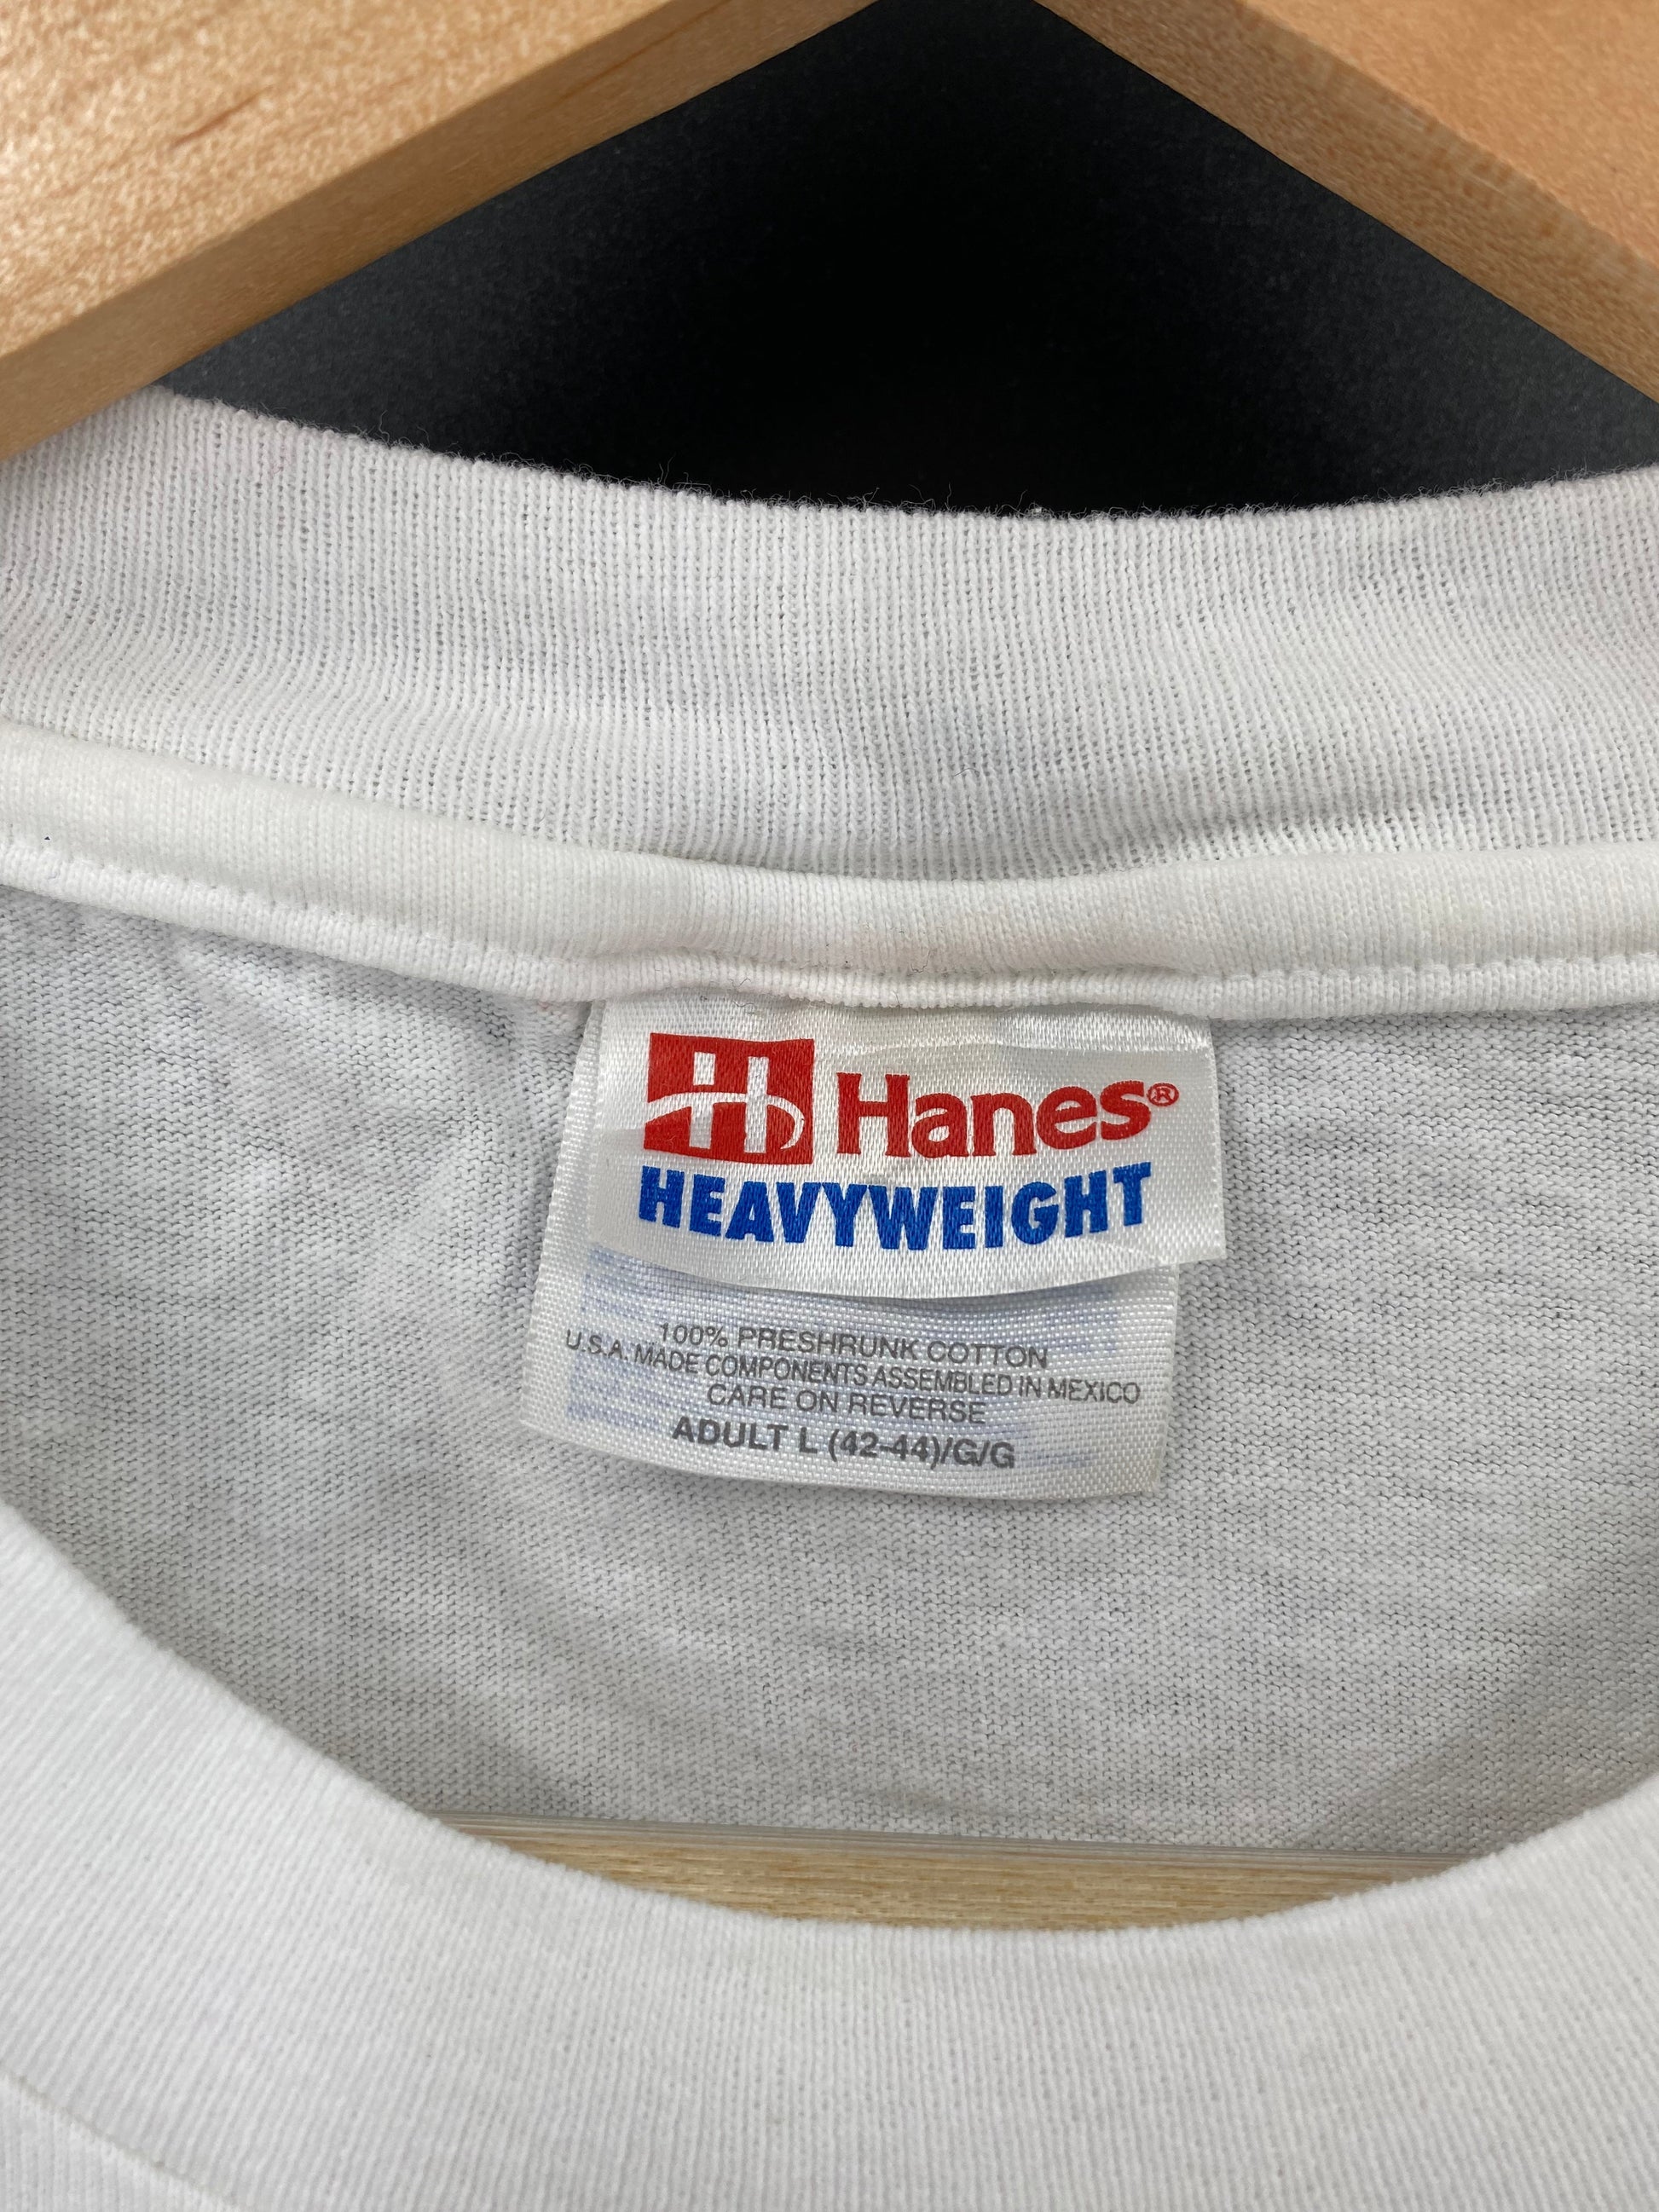 H Hanes®
HEAVYWEIGHT
100% PRESHRUNK COTTON
U.S.A. MADE COMPONENTS ASSEMBLED IN MEXICO
CARE ON REVERSE
ADULT L (42-44)/G/G